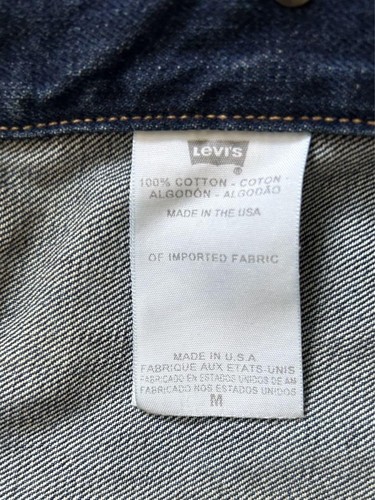 LEVI'S
®
100% COTTON - COTON -
ALGODÓN - ALGODÃO
MADE IN THE USA
OF IMPORTED FABRIC
MADE IN U.S.A
FABRIQUE AUX ETATS-UNIS
FABRICADO EN ESTADOS UNIDOS DE AM
FABRICADO NOS ESTADOS UNIDOS
M